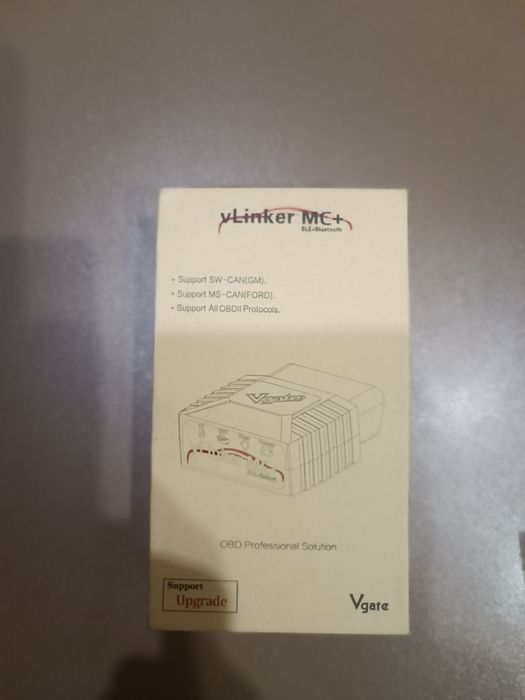 vLinker MC+
BLE+Bluetooth
• Support SW-CAN(GM).
• Support MS-CAN(FORD).
• Support All OBDII Protocols.
Vgate
OBD Professional Solution
Support
Upgrade
Vgate